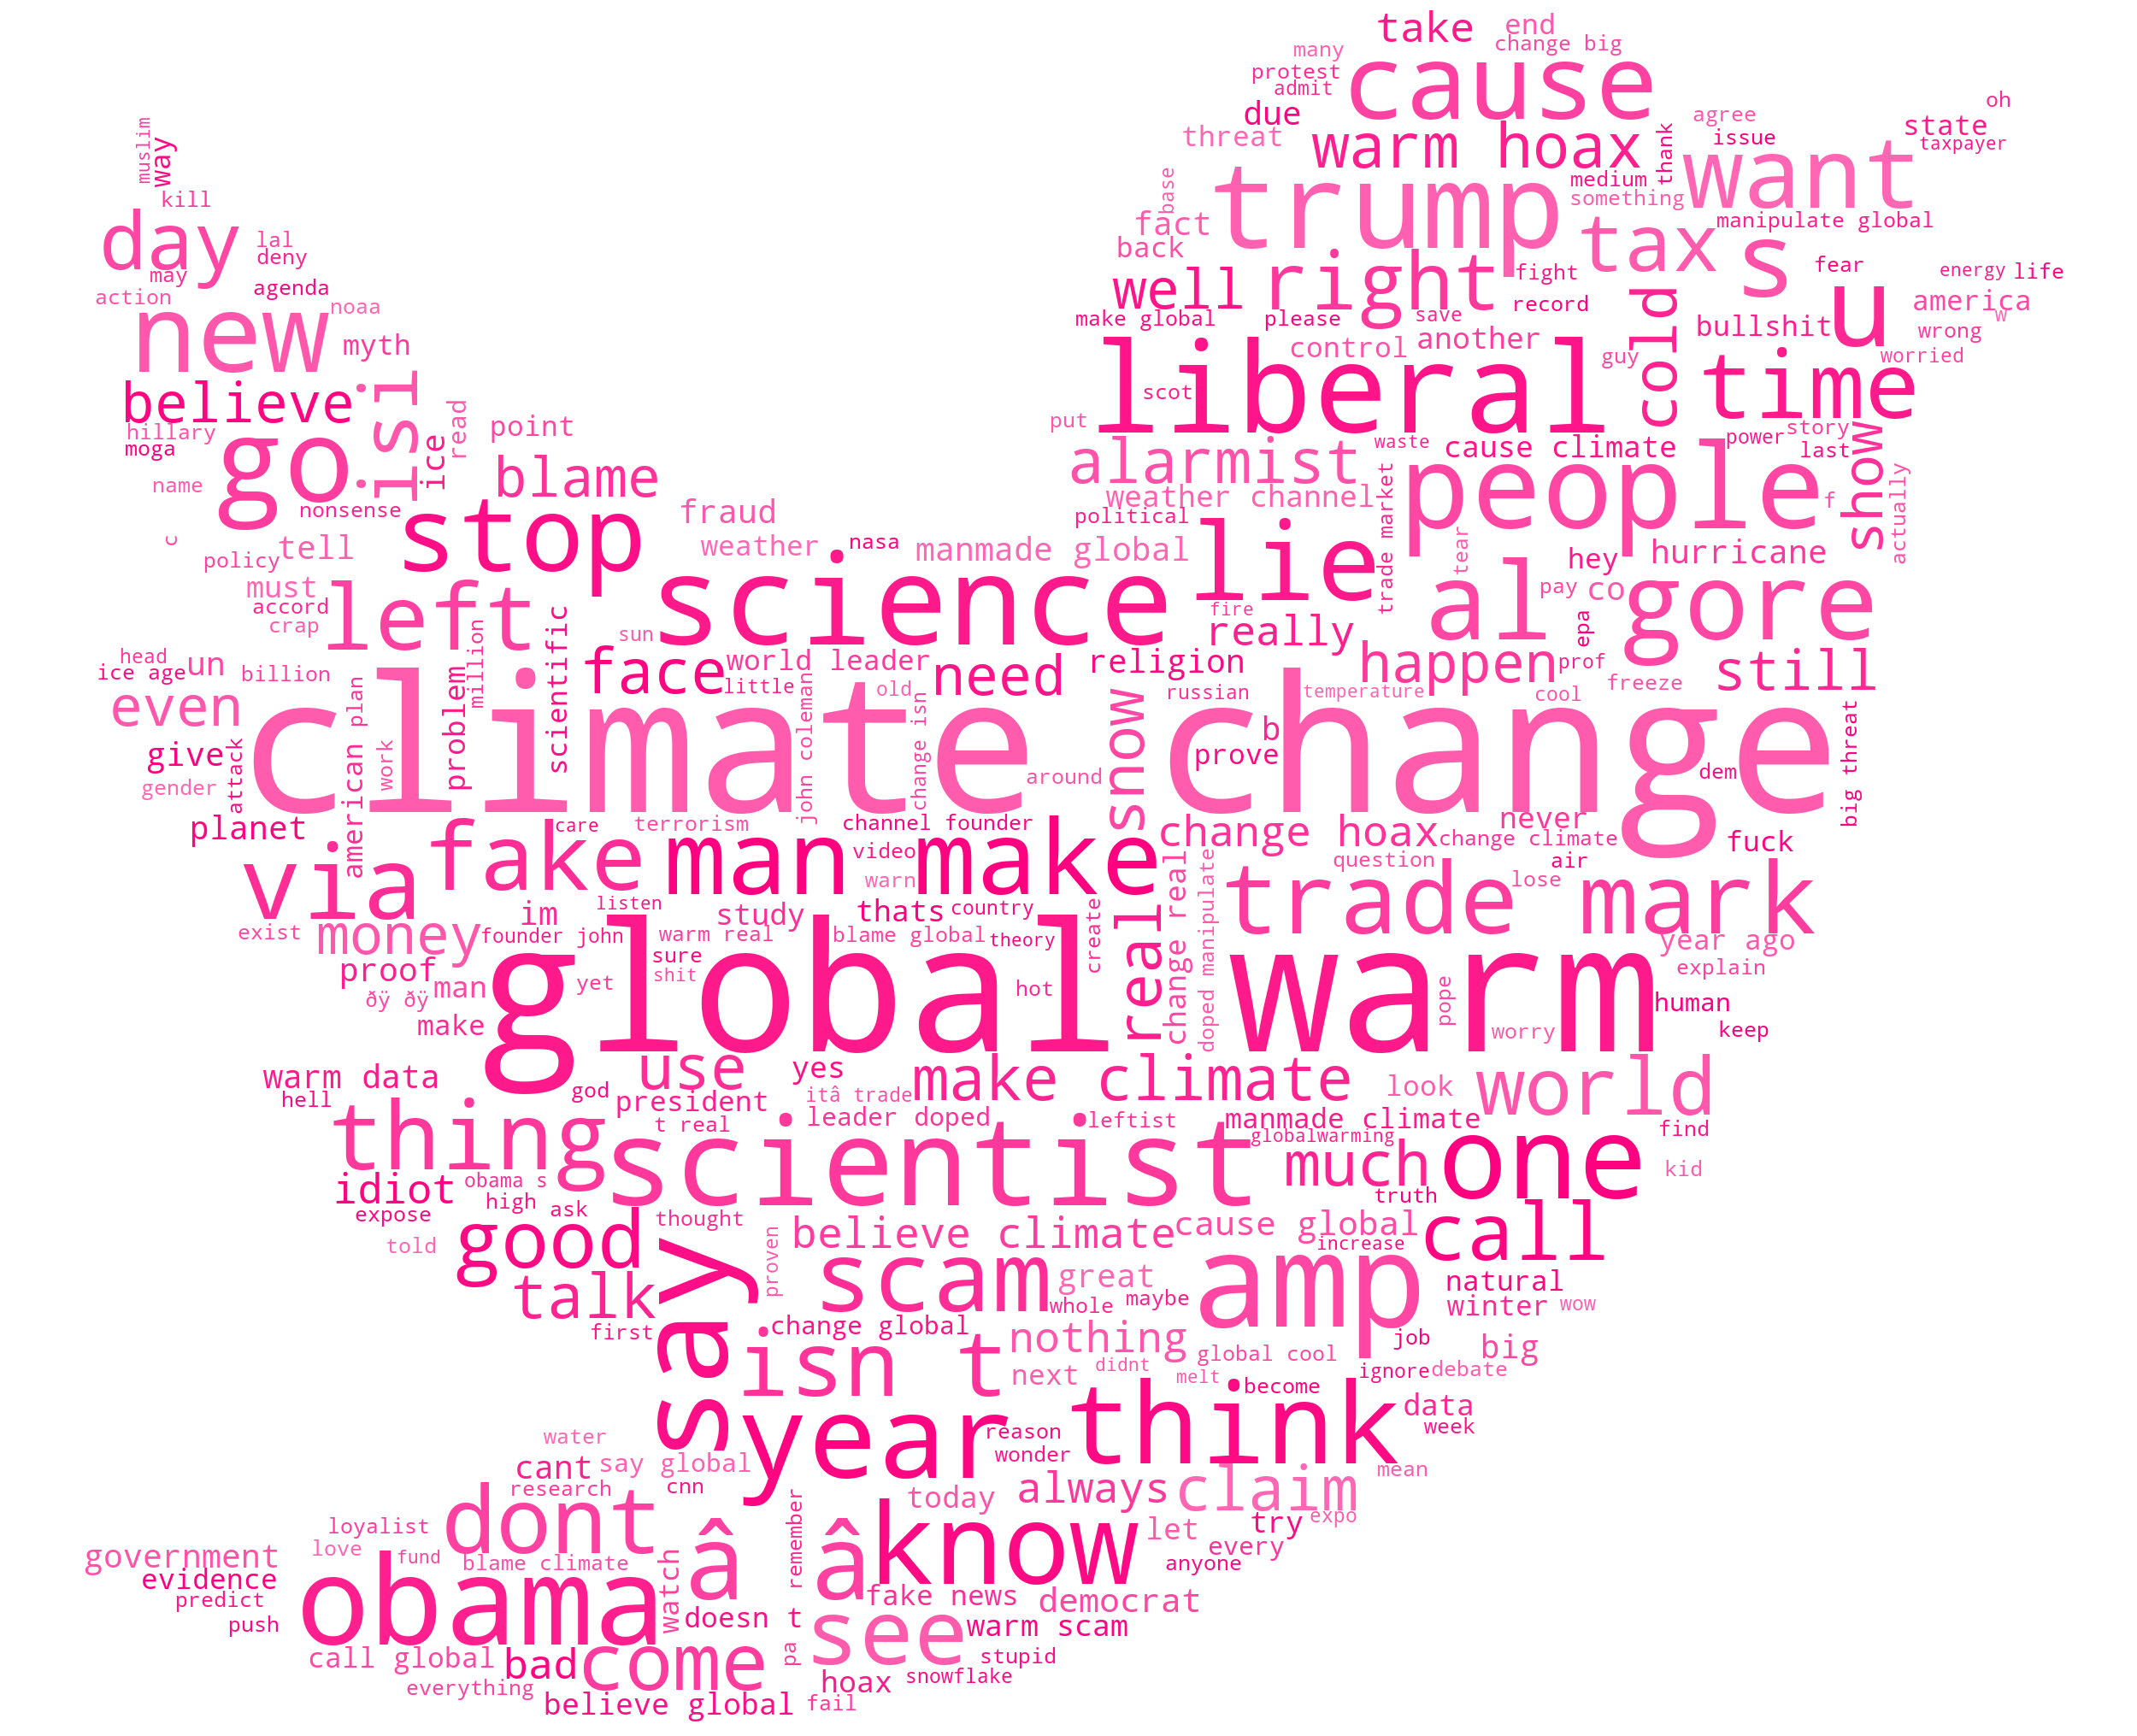 take
end
many
change big
protest
admit
cause
due
threat
warm hoax
thank
agree
issue
oh
state
taxpayer
muslim
way
kill
base
trump
medium
something
want
manipulate global
fact
back
day
lal
deny
may
tax
s
fear
energy
life
action
agenda
noaa
well
right
fight
record
cold
u
america
w
new
myth
make global
please
save
bullshit
wrong
worried
believe
isl
liberal
control
another
guy
time
scot
hillary
moga
go
ice
read
point
put
alarmist
waste
cause climate
power
story
last
show
name
nonsense
blame
weather channel
trade market
people
f
actually
c
stop
fraud
political
lie
policy
tell
weather
nasa
manmade global
tear
hey
hurricane
must
accord
crap
left
scientific
sun
science
fire
really
al
pay
co
epa
gore
head
ice age
un
billion
million
face
world leader
little
need
religion
happen
prof
still
even
american plan
problem
climate change
john coleman
old
change isn
snow
russian
temperature
cool
freeze
give
attack
work
around
b
prove
dem
big threat
gender
planet
fake
care
terrorism
channel founder
change hoax
never
change climate
fuck
via
man
video
warn
make
question
air
listen
im
study
thats
country
real
change real
doped manipulate
trade mark
lose
exist
money
founder john
warm real
blame global
theory
create
year ago
explain
proof
sure
shit
ðÿ ðÿ
man
yet
global warm
hot
pope
human
make
worry
keep
warm data
hell
use
god
yes
make climate
look
world
president
itâ trade
leader doped
thing
t real
leftist
manmade climate
find
scientist
globalwarming
much
one
kid
idiot
obama s
high
ask
truth
expose
told
good
thought
believe climate
cause global
increase
call
say
proven
scam
great
whole
maybe
amp
natural
winter
wow
talk
first
change global
nothing
job
big
isn t
next
didnt
global cool
melt
ignore
debate
become
year
think
data
week
reason
wonder
water
cant
say global
research
cnn
mean
always
claim
today
loyalist
dont
love
fund
blame climate
â â
remember
know
let
try
expo
every
government
evidence
anyone
predict
push
obama
watch
doesn t
fake news
democrat
pa
see
warm scam
call global
bad
come
stupid
hoax
snowflake
everything
believe global
fail